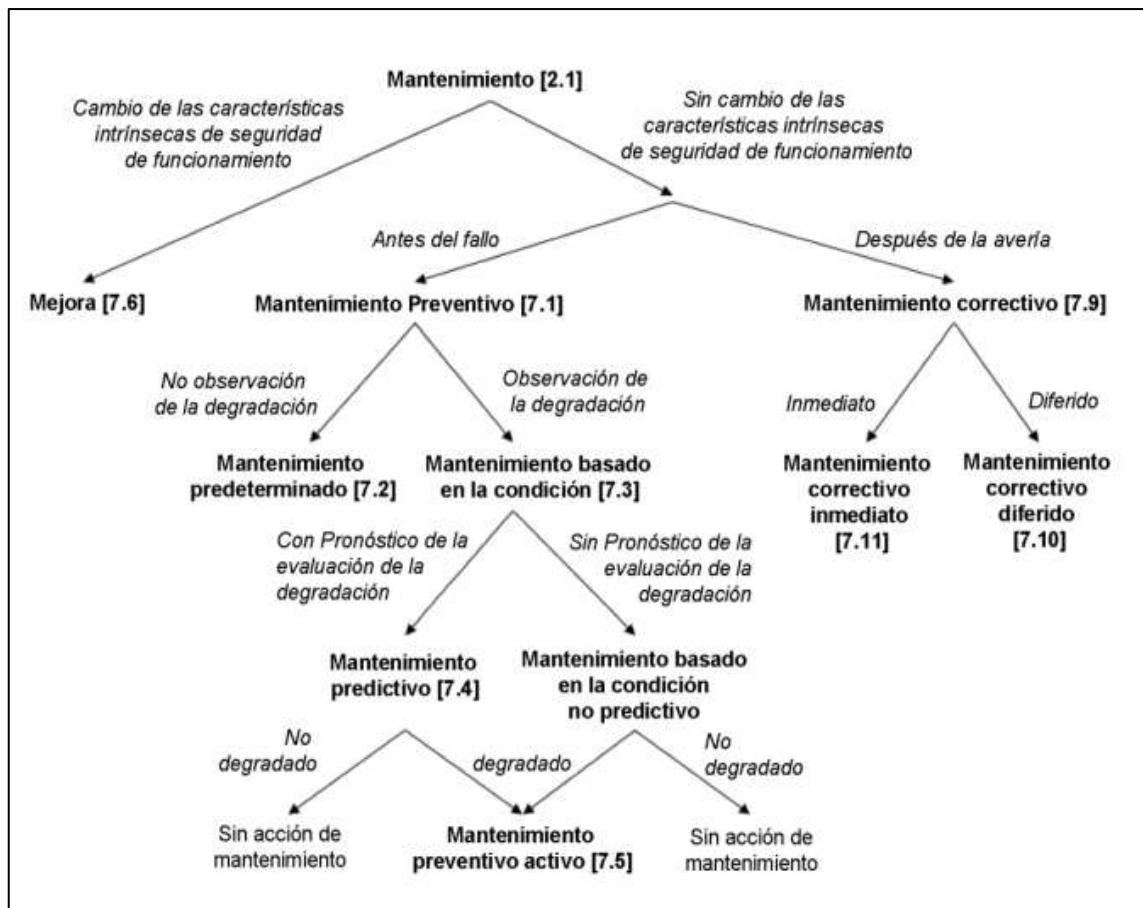 Mantenimiento [2.1]
Cambio de las características
intrínsecas de seguridad
de funcionamiento
Sin cambio de las
características intrínsecas
de seguridad de funcionamiento
Antes del fallo
Después de la avería
Mejora [7.6]
Mantenimiento Preventivo [7.1]
Mantenimiento correctivo [7.9]
No observación
de la degradación
Observación de
la degradación
Inmediato
Diferido
Mantenimiento
predeterminado [7.2]
Mantenimiento basado
en la condición [7.3]
Mantenimiento
correctivo
inmediato
[7.11]
Mantenimiento
correctivo
diferido
[7.10]
Con Pronóstico de la
evaluación de la
degradación
Sin Pronóstico de la
evaluación de la
degradación
Mantenimiento
predictivo [7.4]
Mantenimiento basado
en la condición
no predictivo
No
degradado
degradado
No
degradado
Sin acción de
mantenimiento
Mantenimiento
preventivo activo [7.5]
Sin acción de
mantenimiento